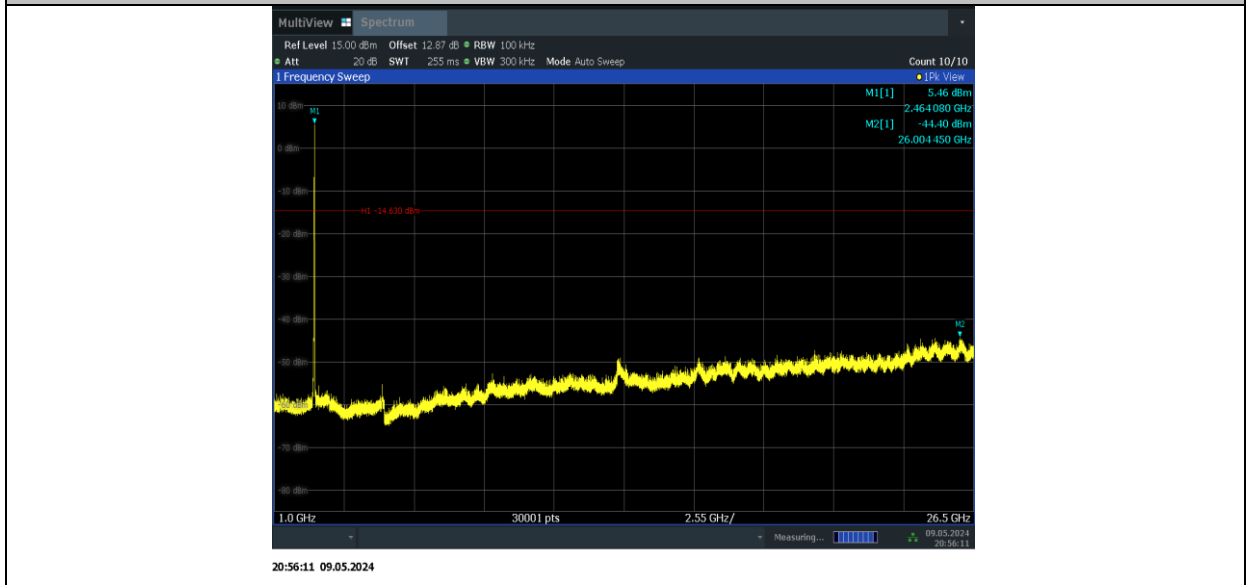 MultiView Spectrum
Ref Level 15.00 dBm Offset 12.87 dB RBW 100 kHz
Att 20 dB SWT 255 ms VBW 300 kHz Mode Auto Sweep Count 10/10
1 Frequency Sweep 1Pk View
M1[1] 5.46 dBm
2.464 080 GHz
M2[1] -44.40 dBm
26.004 450 GHz
10 dBm
M1
0 dBm
-10 dBm
H1 -14.630 dBm
-20 dBm
-30 dBm
-40 dBm
M2
-50 dBm
-60 dBm
-70 dBm
-80 dBm
1.0 GHz 30001 pts 2.55 GHz/ 26.5 GHz
Measuring... 09.05.2024
20:56:11
20:56:11 09.05.2024